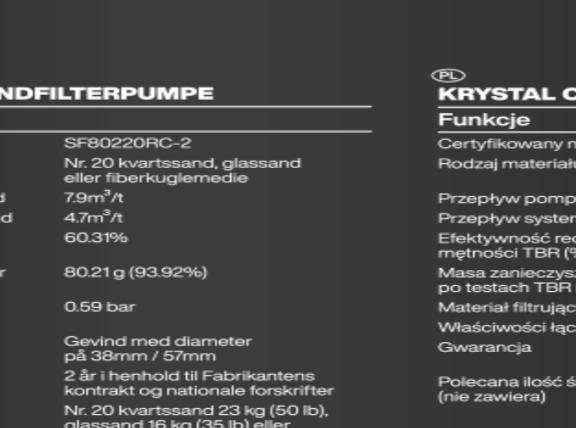 NDFILTERPUMPE
SF80220RC-2
Nr. 20 kvartssand, glassand
eller fiberkuglemedie
7.9m³/t
4.7m³/t
60.31%
80.21 g (93.92%)
0.59 bar
Gevind med diameter
på 38mm / 57mm
2 år i henhold til Fabrikantens
kontrakt og nationale forskrifter
Nr. 20 kvartssand 23 kg (50 lb),
glassand 16 kg (35 lb) eller
PL
KRYSTAL C
Funkcje
Certyfikowany n
Rodzaj materiału
Przepływ pomp
Przepływ system
Efektywność red
mętności TBR (%
Masa zanieczysz
po testach TBR
Materiał filtrując
Właściwości łąc
Gwarancja
Polecana ilość ś
(nie zawiera)